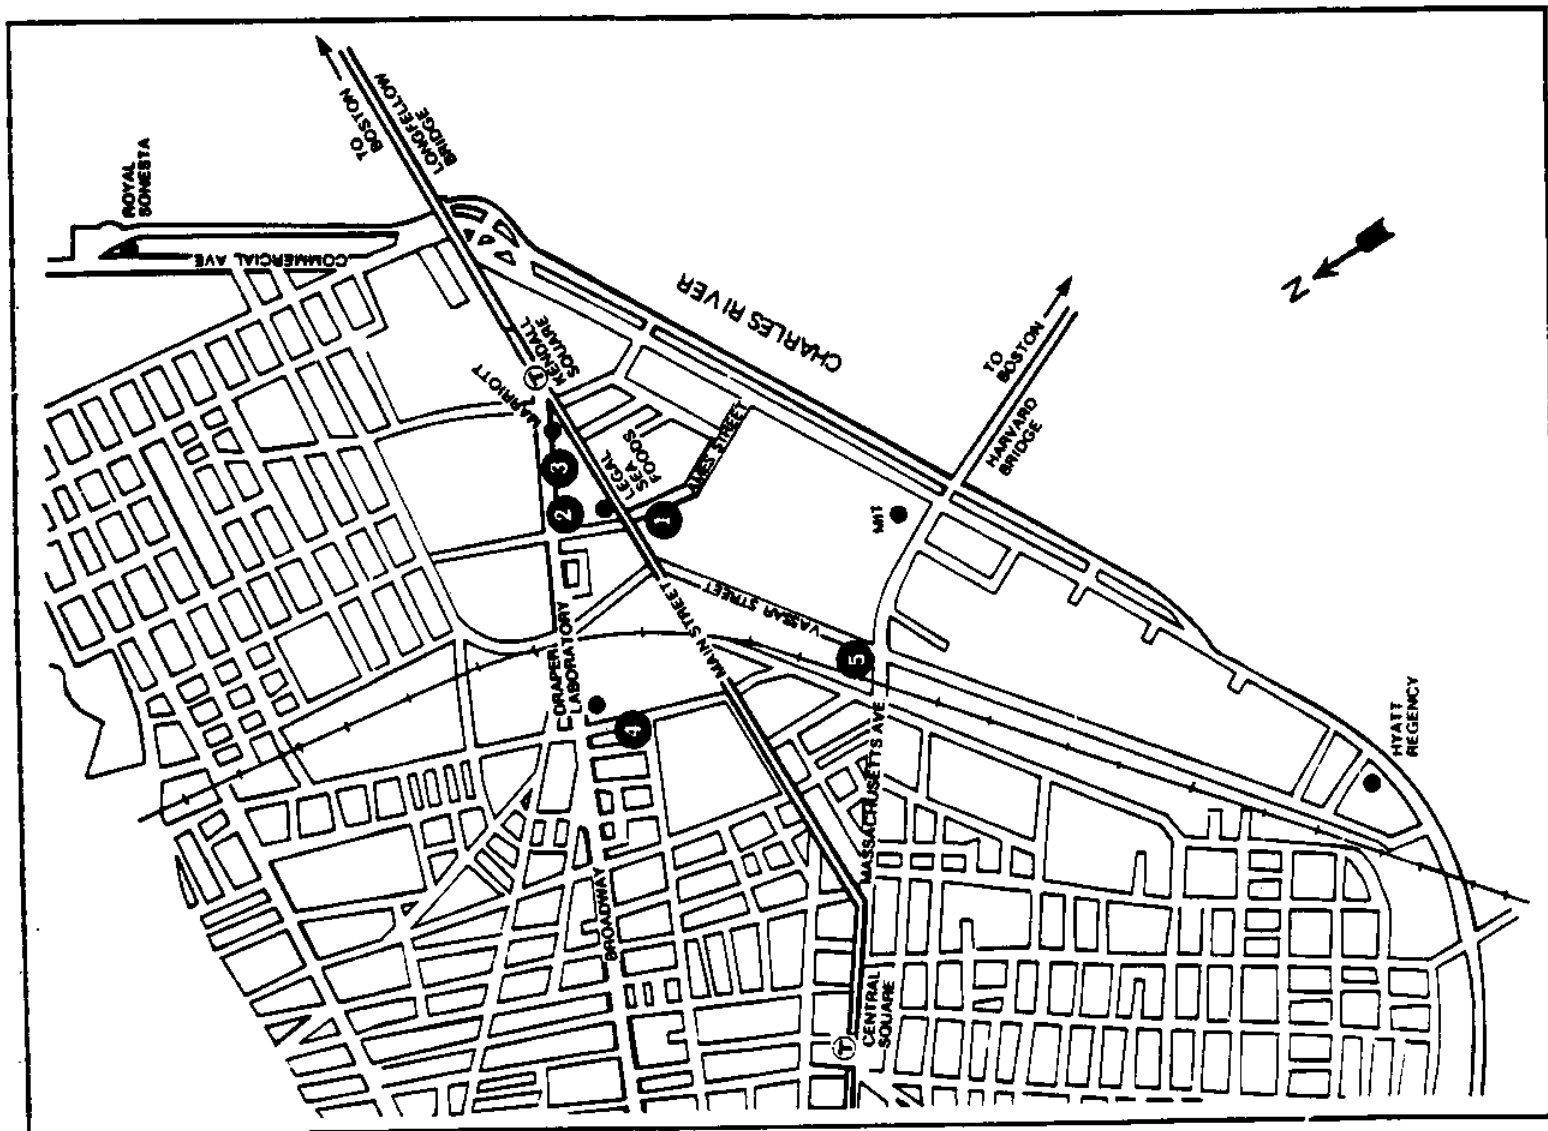 TO
BOSTON
LONGFELLOW
BRIDGE
ROYAL
SONESTA
COMMERCIAL AVE
CHARLES RIVER
N
TO
BOSTON
HARVARD
BRIDGE
KENDALL
SQUARE
T
MARRIOTT
3
2
LEGAL
SEA
FOODS
1
AMES STREET
MIT
VASSAR STREET
MAIN STREET
DRAPER
LABORATORY
4
5
MASSACHUSETTS AVE
HYATT
REGENCY
BROADWAY
CENTRAL
SQUARE
T